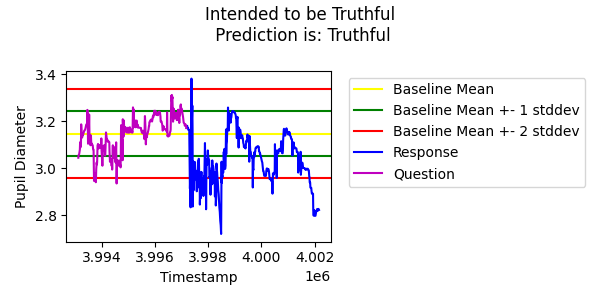 Intended to be Truthful
Prediction is: Truthful
3.4
3.2
3.0
2.8
Pupil Diameter
3.994
3.996
3.998
4.000
4.002
1e6
Timestamp
Baseline Mean
Baseline Mean +- 1 stddev
Baseline Mean +- 2 stddev
Response
Question